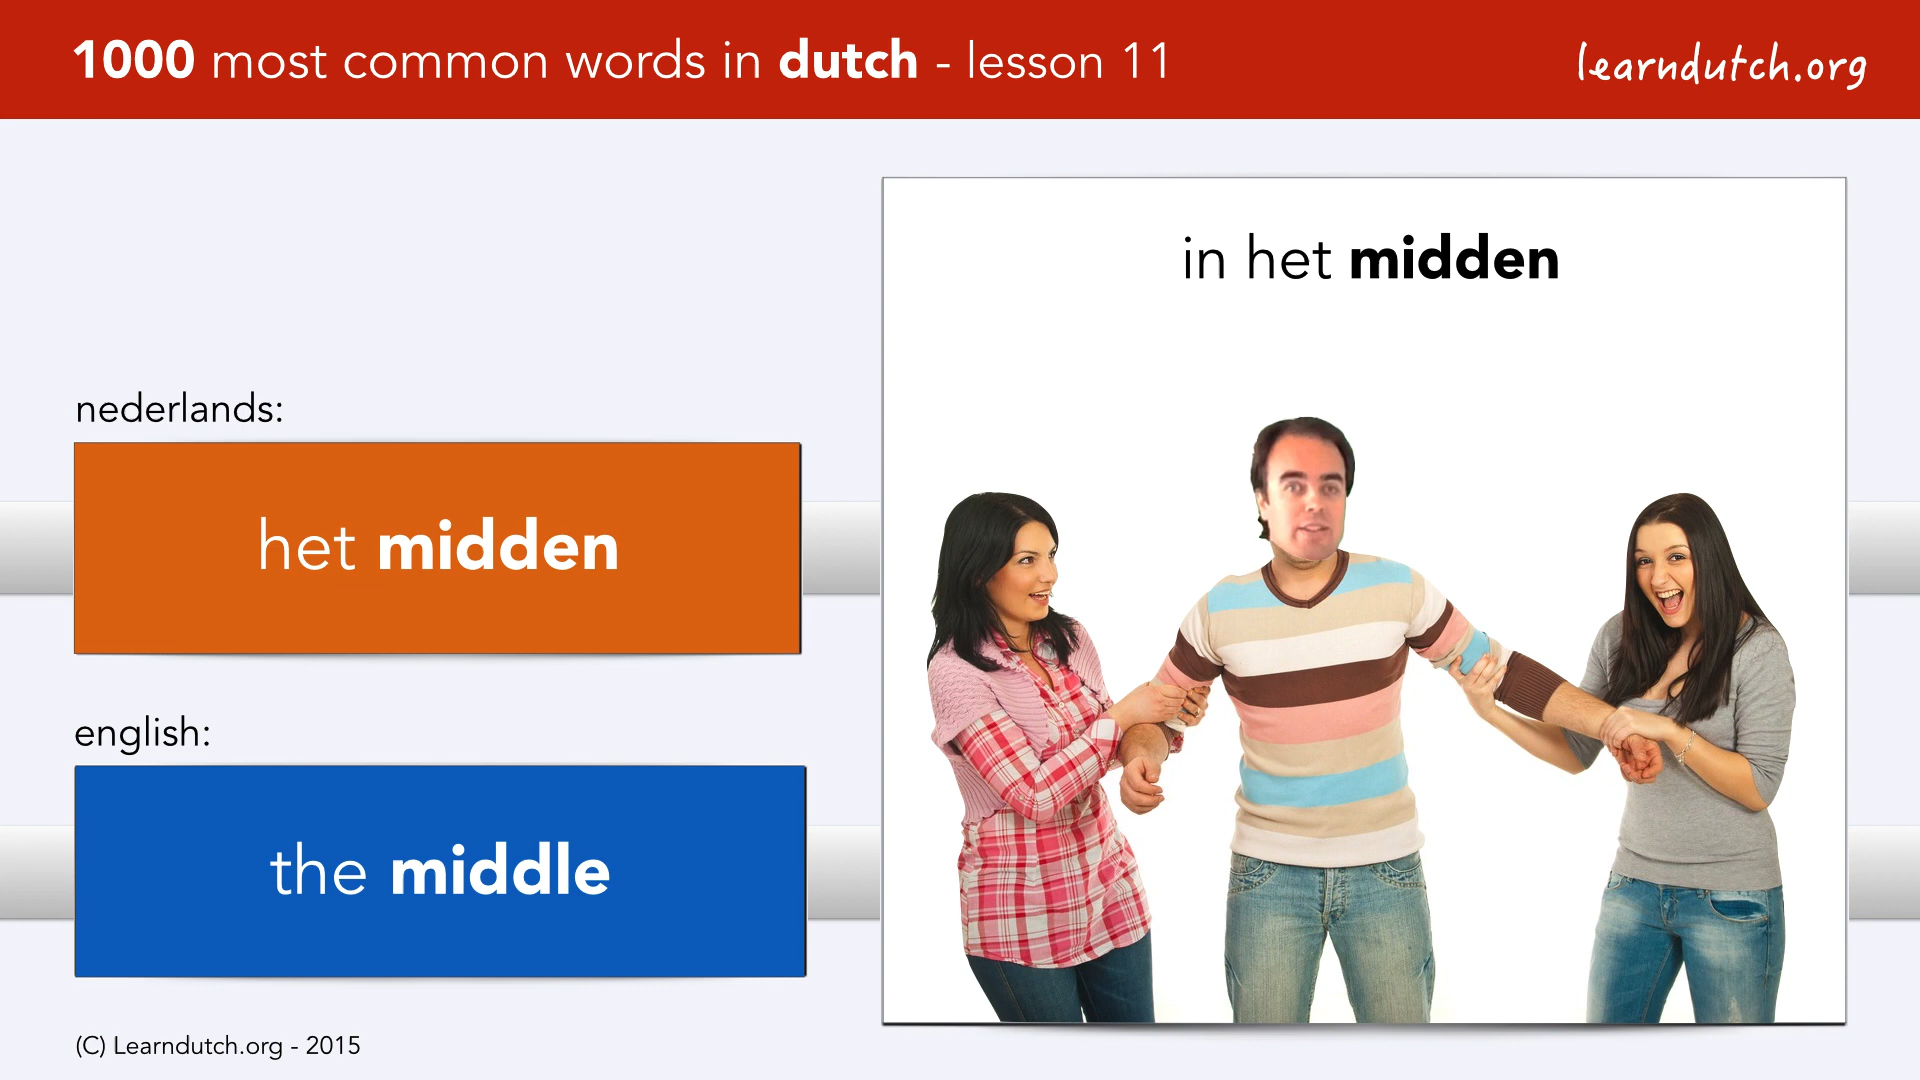 1000 most common words in dutch - lesson 11
learndutch.org
in het midden
nederlands:
het midden
english:
the middle
(C) Learndutch.org - 2015